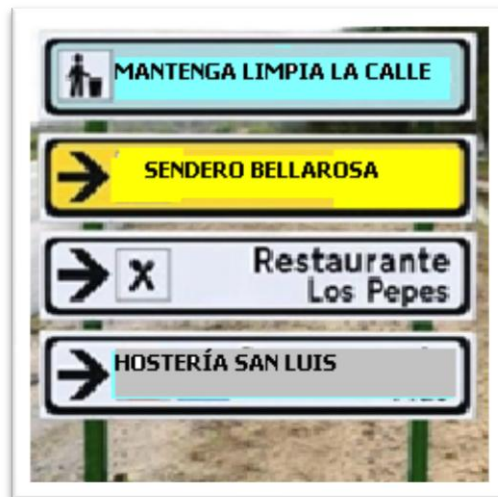 MANTENGA LIMPIA LA CALLE
SENDERO BELLAROSA
X Restaurante
Los Pepes
HOSTERÍA SAN LUIS